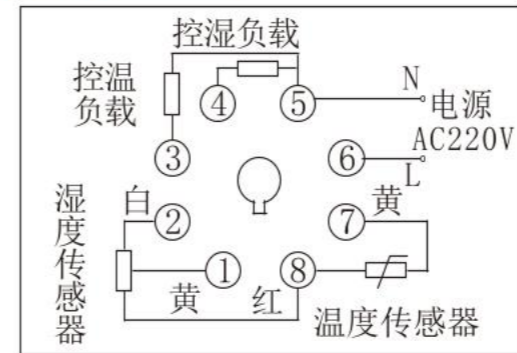 控湿负载
控温
负载
④
⑤
N
电源
AC220V
③
⑥
L
湿度传感器
白
②
⑦
黄
①
⑧
黄
红
温度传感器